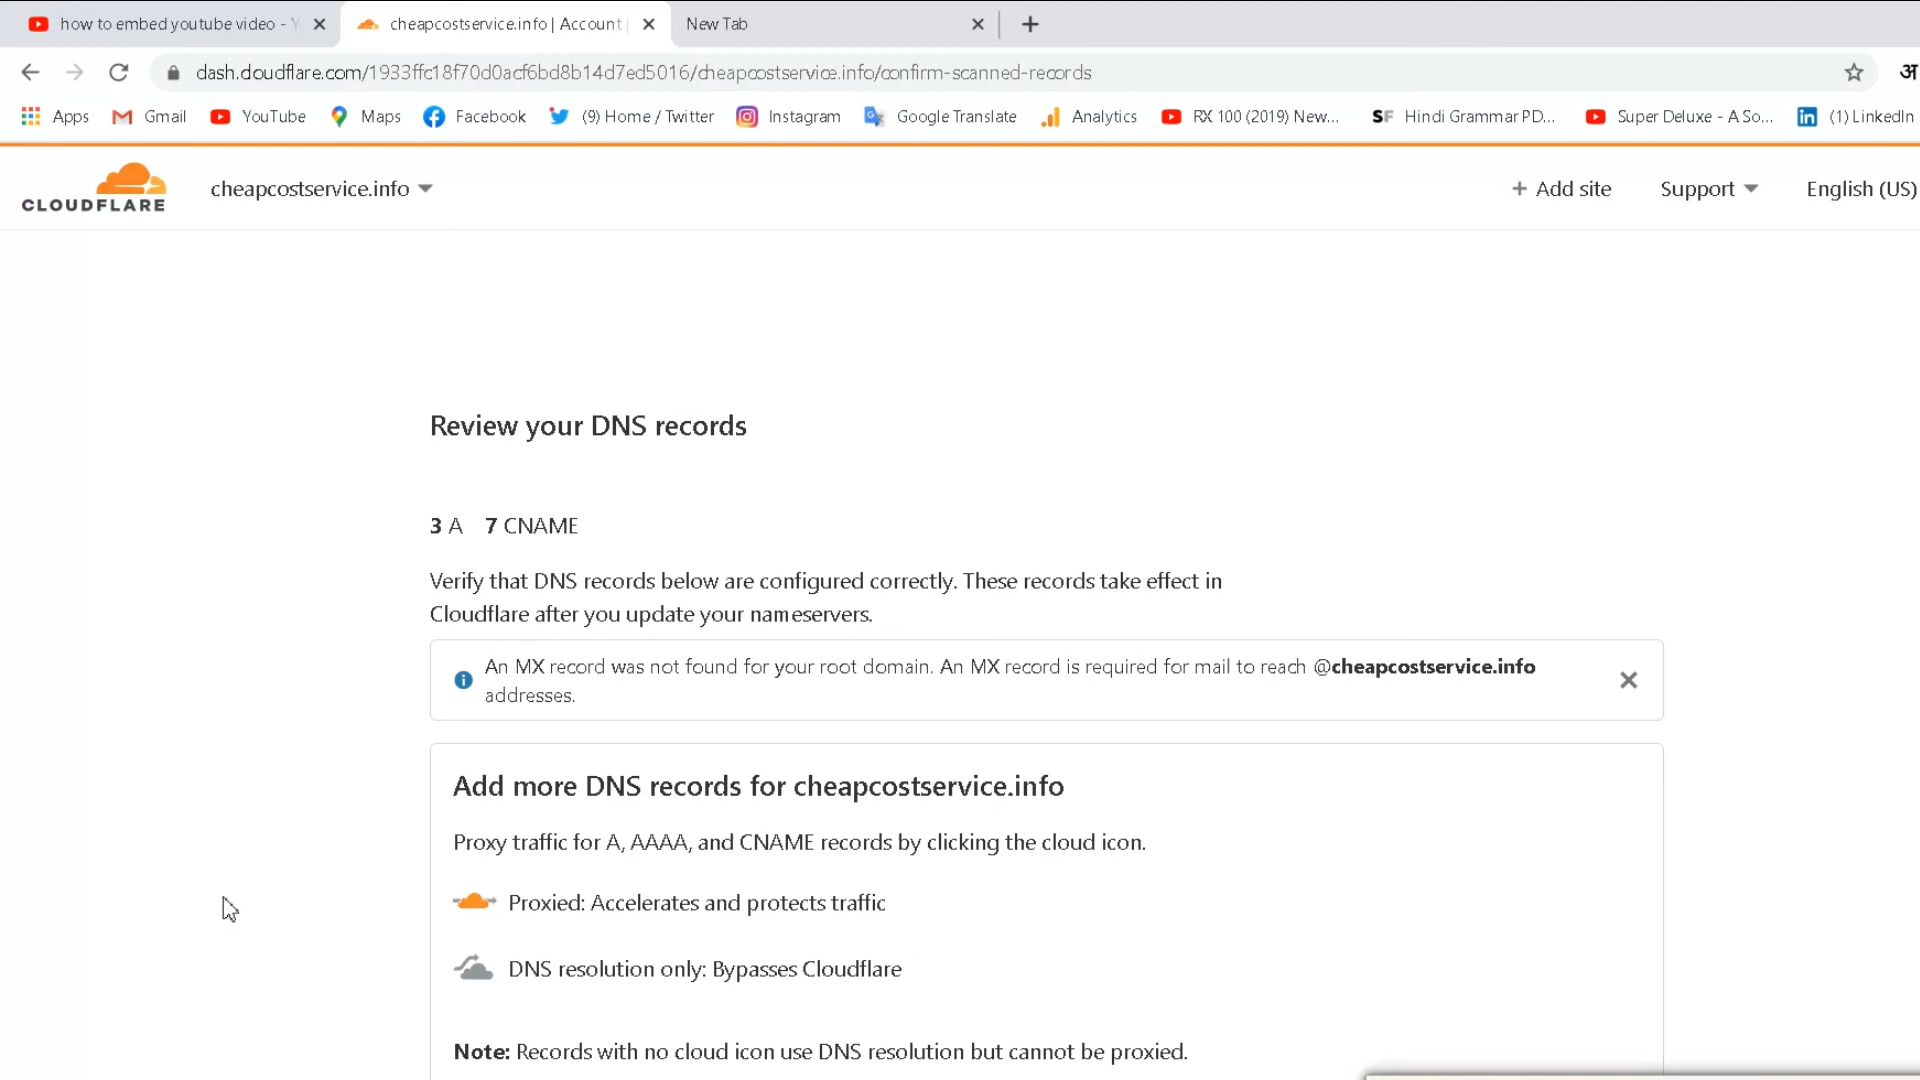 how to embed youtube video - Y
cheapcostservice.info | Account
New Tab
dash.cloudflare.com/1933ffc18f70d0acf6bd8b14d7ed5016/cheapcostservice.info/confirm-scanned-records
अ
Apps
Gmail
YouTube
Maps
Facebook
(9) Home / Twitter
Instagram
Google Translate
Analytics
RX 100 (2019) New...
SF Hindi Grammar PD...
Super Deluxe - A So...
(1) LinkedIn
CLOUDFLARE
cheapcostservice.info
+ Add site
Support
English (US)
Review your DNS records
3 A 7 CNAME
Verify that DNS records below are configured correctly. These records take effect in
Cloudflare after you update your nameservers.
An MX record was not found for your root domain. An MX record is required for mail to reach @cheapcostservice.info
addresses.
Add more DNS records for cheapcostservice.info
Proxy traffic for A, AAAA, and CNAME records by clicking the cloud icon.
Proxied: Accelerates and protects traffic
DNS resolution only: Bypasses Cloudflare
Note: Records with no cloud icon use DNS resolution but cannot be proxied.